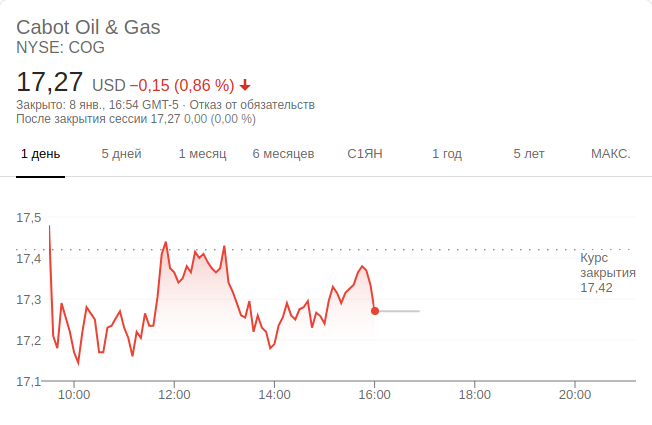 Cabot Oil & Gas
NYSE: COG
17,27 USD −0,15 (0,86 %)
Закрыто: 8 янв., 16:54 GMT-5 · Отказ от обязательств
После закрытия сессии 17,27 0,00 (0,00 %)
1 день 5 дней 1 месяц 6 месяцев С1ЯН 1 год 5 лет МАКС.
17,5
17,4
17,3
17,2
17,1
Курс
закрытия
17,42
10:00 12:00 14:00 16:00 18:00 20:00